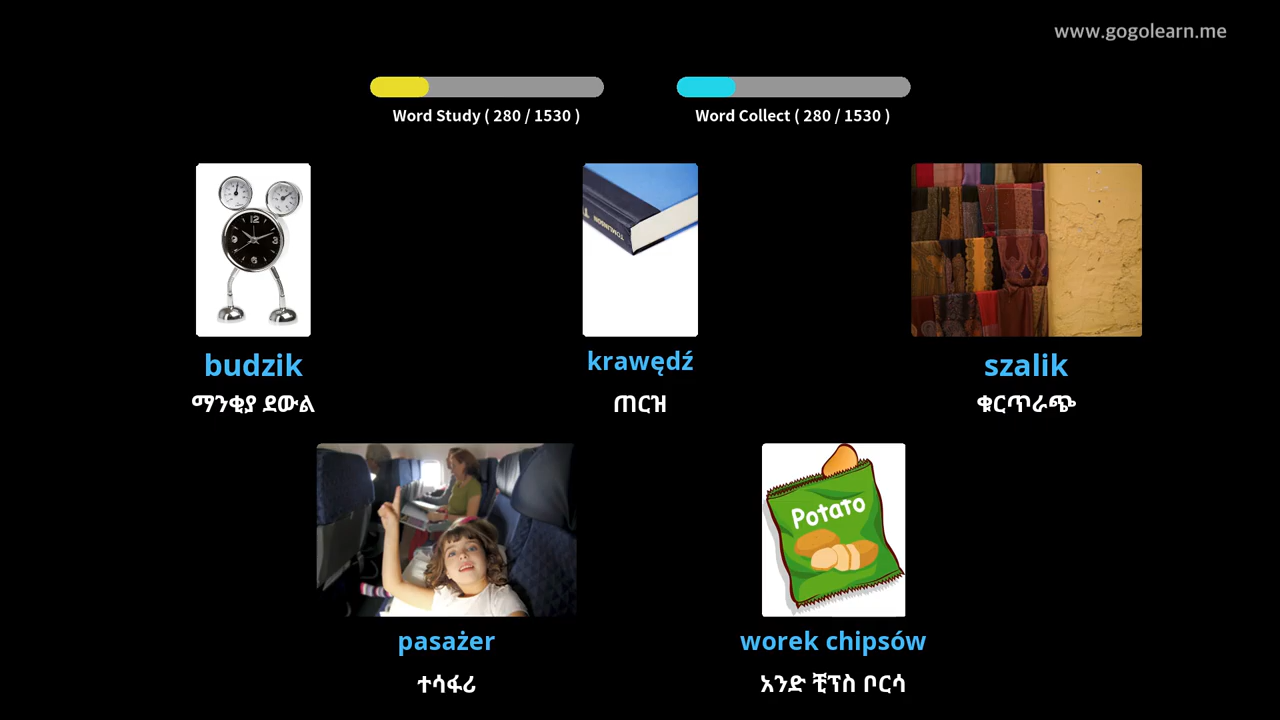 www.gogolearn.me
Word Study ( 280 / 1530 )
Word Collect ( 280 / 1530 )
TOMLINSON
budzik
krawędź
szalik
ማንቂያ ደውል
ጠርዝ
ቁርጥራጭ
Potato
pasażer
worek chipsów
ተሳፋሪ
አንድ ቺፕስ ቦርሳ